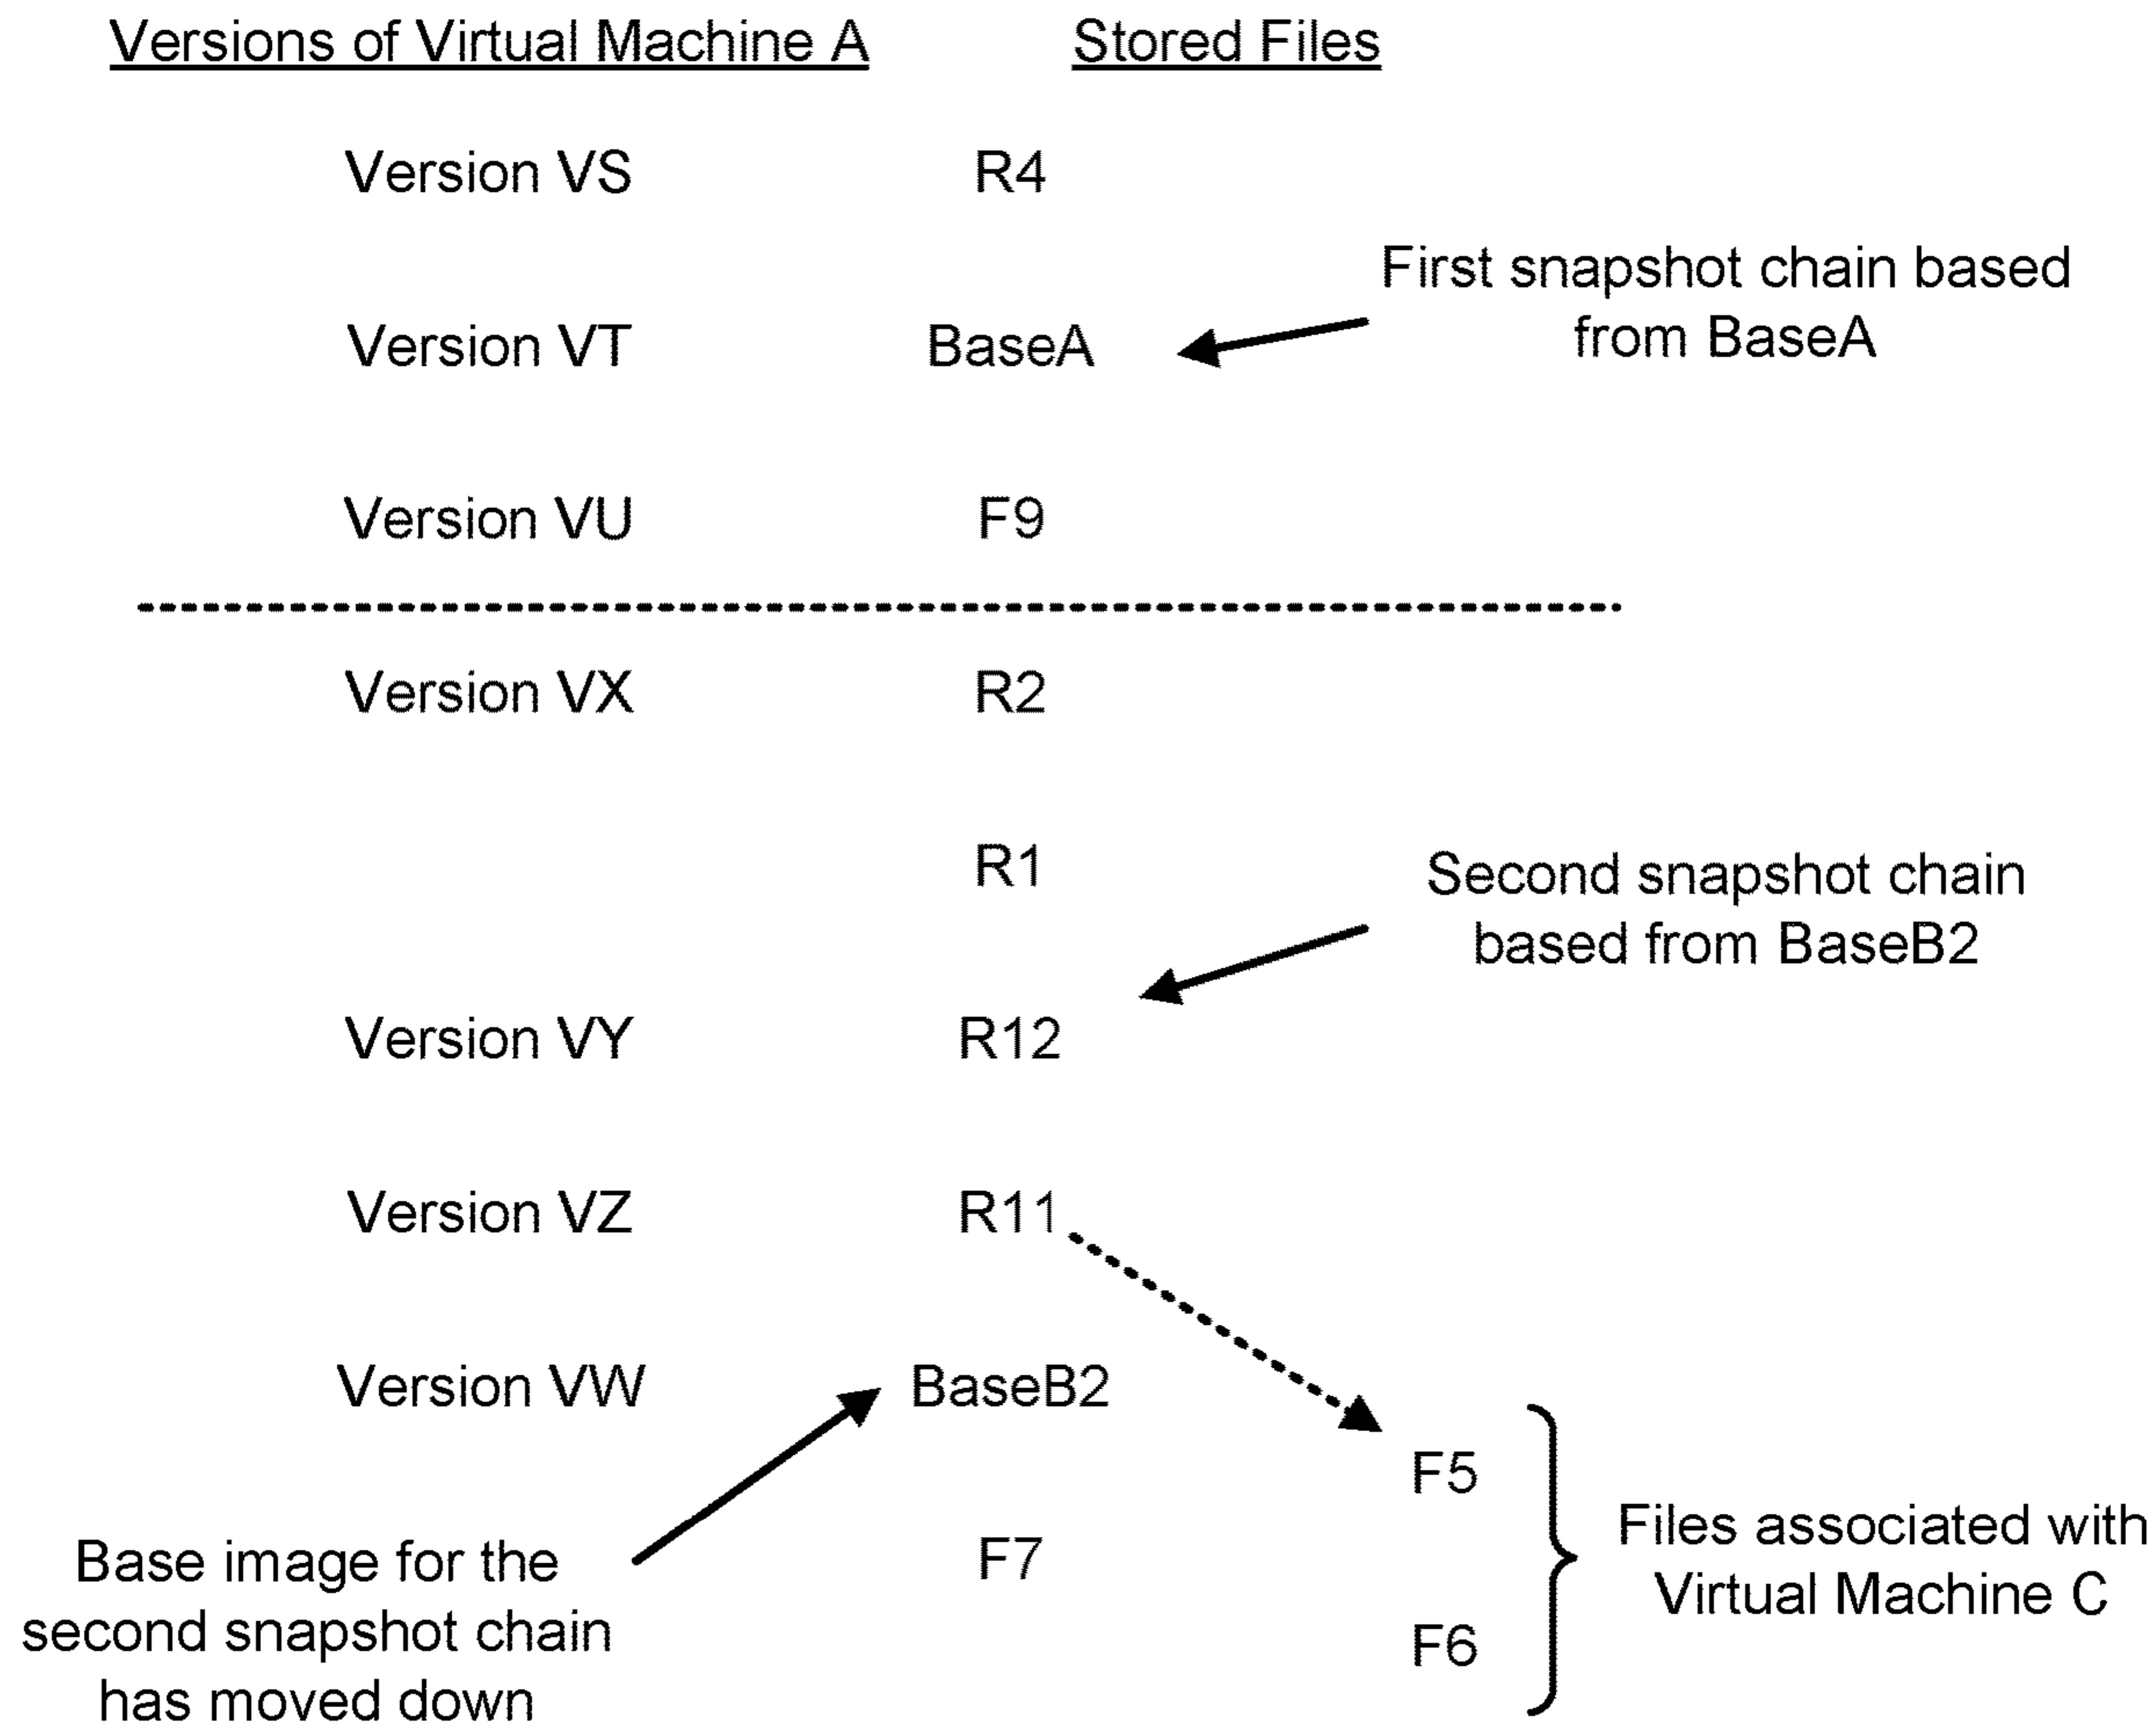 Versions of Virtual Machine A Stored Files
Version VS R4
First snapshot chain based
from BaseA
Version VT BaseA
Version VU F9
Version VX R2
R1
Second snapshot chain
based from BaseB2
Version VY R12
Version VZ R11
Version VW BaseB2
F5
Files associated with
Virtual Machine C
F7
F6
Base image for the
second snapshot chain
has moved down